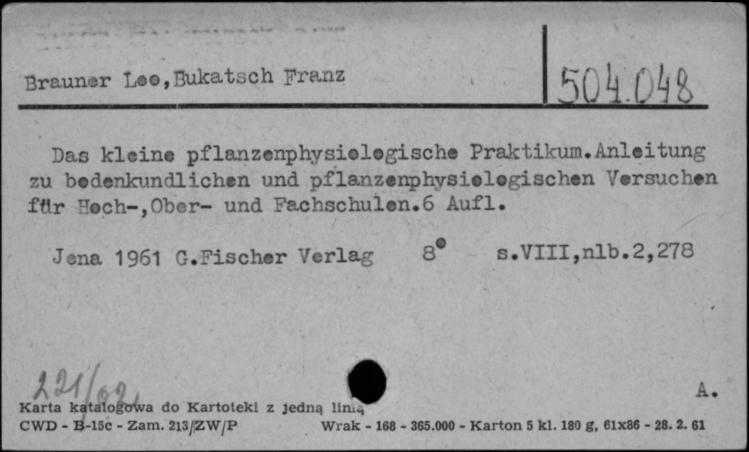 Brauner Leo,Bukatsch Franz
504.048
Das kleine pflanzenphysiologische Praktikum.Anleitung
zu bodenkundlichen und pflanzenphysiologischen Versuchen
für Hoch-,Ober- und Fachschulen.6 Aufl.
Jena 1961 G.Fischer Verlag 8° s.VIII,nlb.2,278
221/
A.
Karta katalogowa do Kartoteki z jedną linią
CWD - B-15c - Zam. 213/ZW/P Wrak - 168 - 365.000 - Karton 5 kl. 180 g, 61x86 - 28. 2. 61